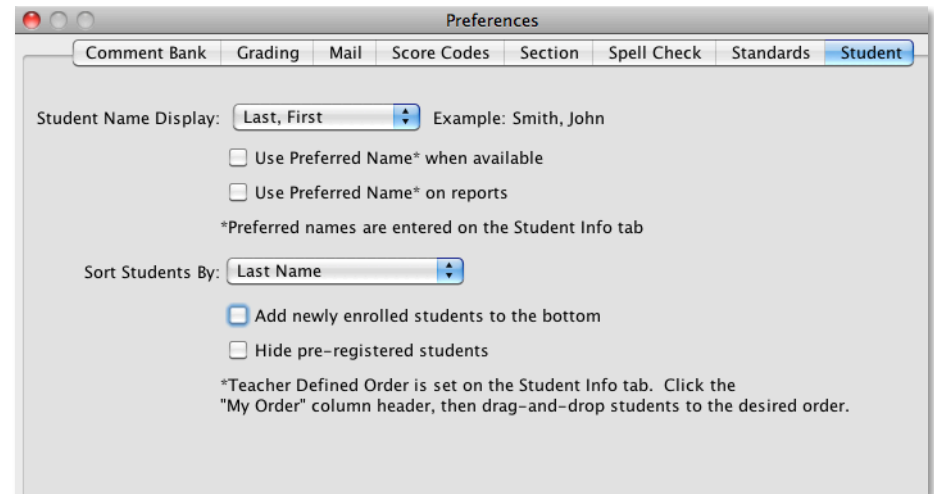 Preferences
Comment Bank Grading Mail Score Codes Section Spell Check Standards Student
Student Name Display: Last, First Example: Smith, John
Use Preferred Name* when available
Use Preferred Name* on reports
*Preferred names are entered on the Student Info tab
Sort Students By: Last Name
Add newly enrolled students to the bottom
Hide pre-registered students
*Teacher Defined Order is set on the Student Info tab. Click the
"My Order" column header, then drag-and-drop students to the desired order.